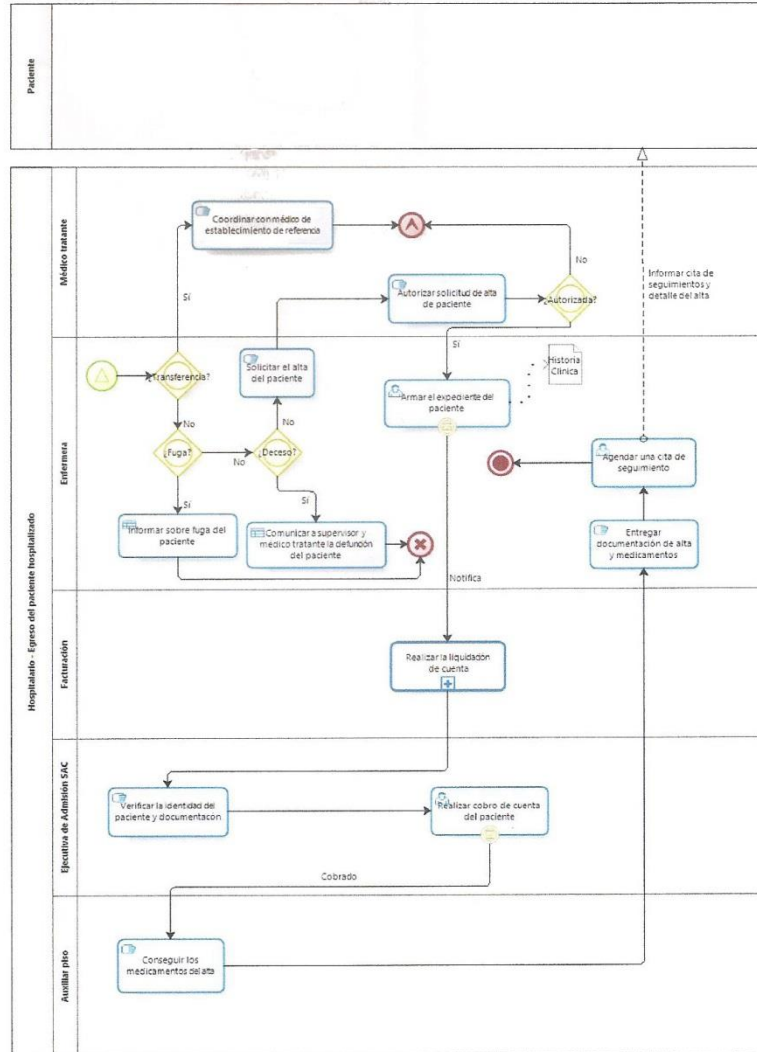 Paciente
Hospitalario - Egreso del paciente hospitalizado
Médico tratante
Coordinar con médico de
establecimiento de referencia
Sí
Autorizar solicitud de alta
de paciente
¿Autorizada?
No
Sí
Informar cita de
seguimientos y
detalle del alta
Enfermera
¿Transferencia?
No
¿Fuga?
No
¿Deceso?
No
Solicitar el alta
del paciente
Sí
Sí
Informar sobre fuga del
paciente
Comunicar a supervisor y
médico tratante la defunción
del paciente
Armar el expediente del
paciente
Historia
Clinica
Agendar una cita de
seguimiento
Entregar
documentación de alta
y medicamentos
Notifica
Facturación
Realizar la liquidación
de cuenta
Ejecutiva de Admisión SAC
Verificar la identidad del
paciente y documentacón
Realizar cobro de cuenta
del paciente
Cobrado
Auxiliar piso
Conseguir los
medicamentos del alta